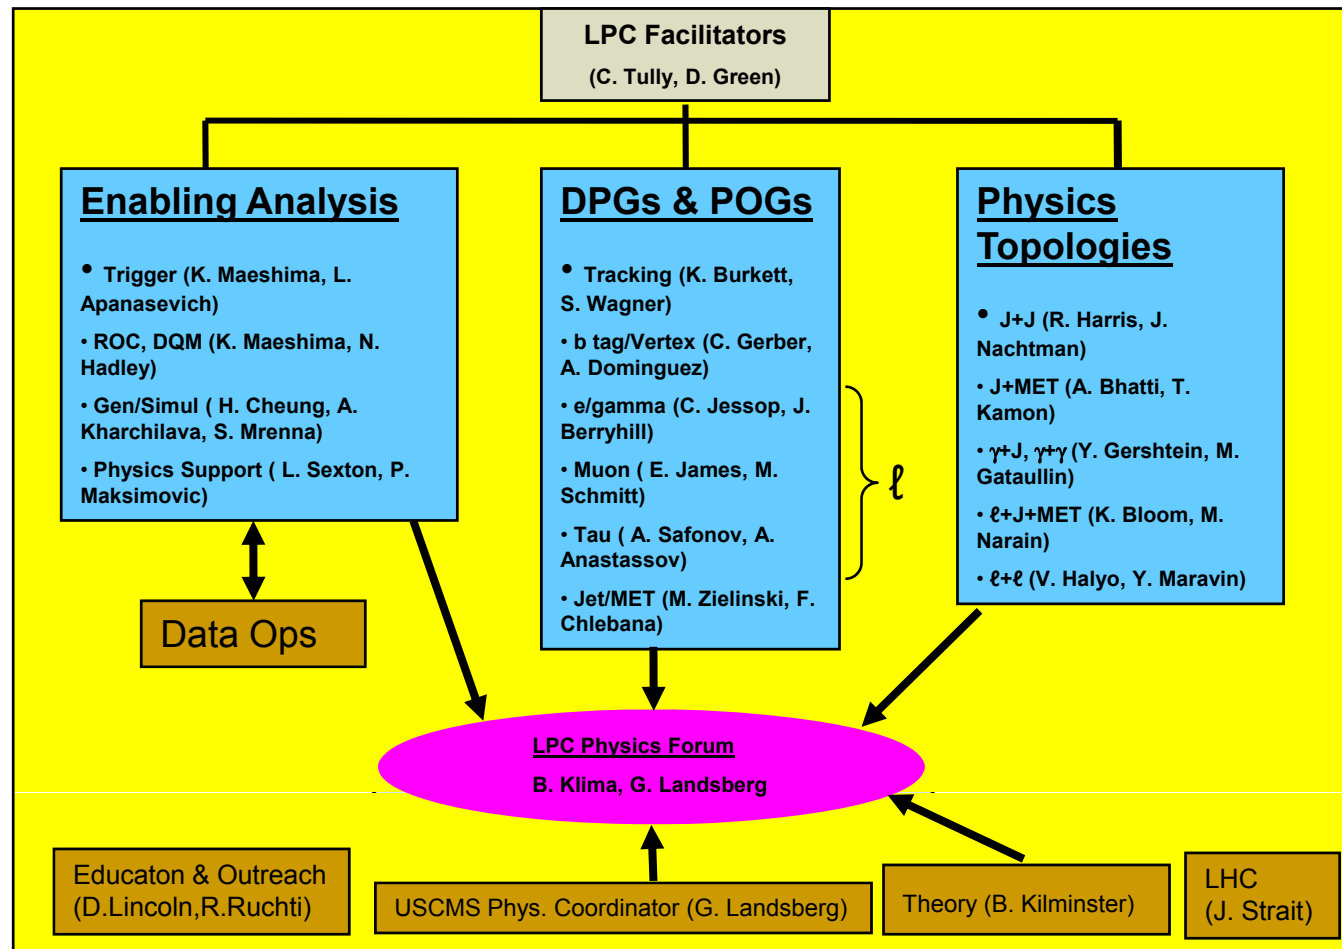 LPC Facilitators
(C. Tully, D. Green)
Enabling Analysis
• Trigger (K. Maeshima, L.
Apanasevich)
• ROC, DQM (K. Maeshima, N.
Hadley)
• Gen/Simul ( H. Cheung, A.
Kharchilava, S. Mrenna)
• Physics Support ( L. Sexton, P.
Maksimovic)
DPGs & POGs
• Tracking (K. Burkett,
S. Wagner)
• b tag/Vertex (C. Gerber,
A. Dominguez)
• e/gamma (C. Jessop, J.
Berryhill)
• Muon ( E. James, M.
Schmitt)
• Tau ( A. Safonov, A.
Anastassov)
• Jet/MET (M. Zielinski, F.
Chlebana)
ℓ
Physics
Topologies
• J+J (R. Harris, J.
Nachtman)
• J+MET (A. Bhatti, T.
Kamon)
• γ+J, γ+γ (Y. Gershtein, M.
Gataullin)
• ℓ+J+MET (K. Bloom, M.
Narain)
• ℓ+ℓ (V. Halyo, Y. Maravin)
Data Ops
LPC Physics Forum
B. Klima, G. Landsberg
Educaton & Outreach
(D.Lincoln,R.Ruchti)
USCMS Phys. Coordinator (G. Landsberg)
Theory (B. Kilminster)
LHC
(J. Strait)